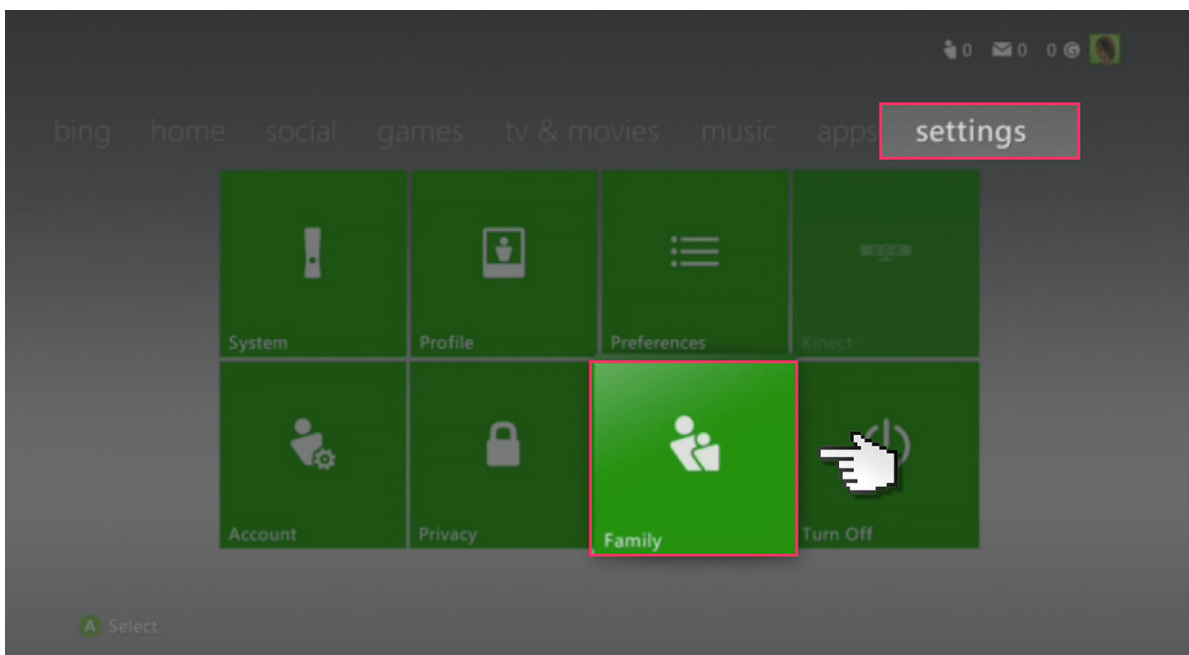 0 0 0 G
bing home social games tv & movies music apps settings
System Profile Preferences Kinect
Account Privacy Family Turn Off
A Select